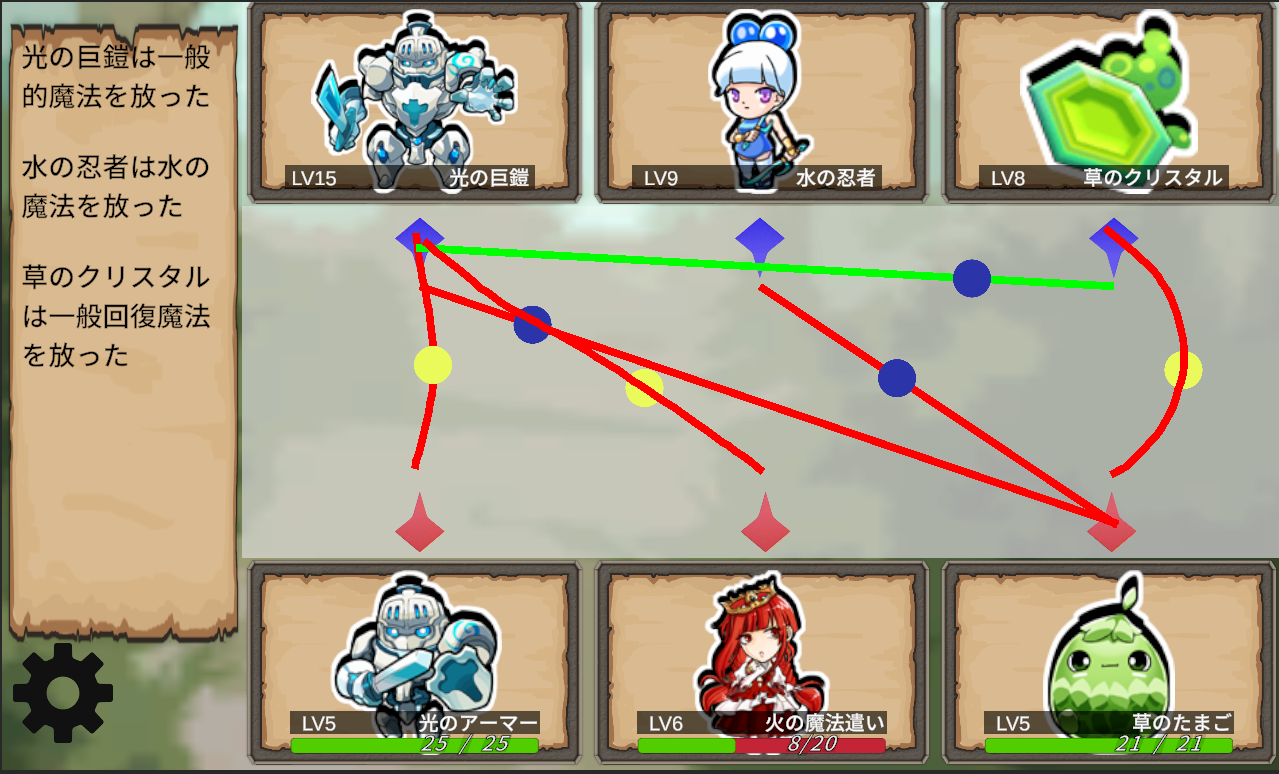 光の巨鎧は一般
的魔法を放った
水の忍者は水の
魔法を放った
草のクリスタル
は一般回復魔法
を放った
LV15 光の巨鎧
LV9 水の忍者
LV8 草のクリスタル
LV5 光のアーマー
25 / 25
LV6 火の魔法遣い
8/20
LV5 草のたまご
21 / 21